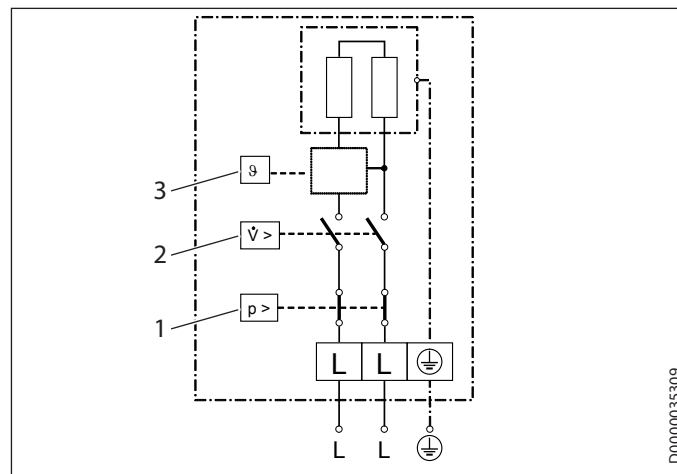 3
ϑ
2
V̇ >
1
p >
L L ⏚
L L ⏚
D0000035309